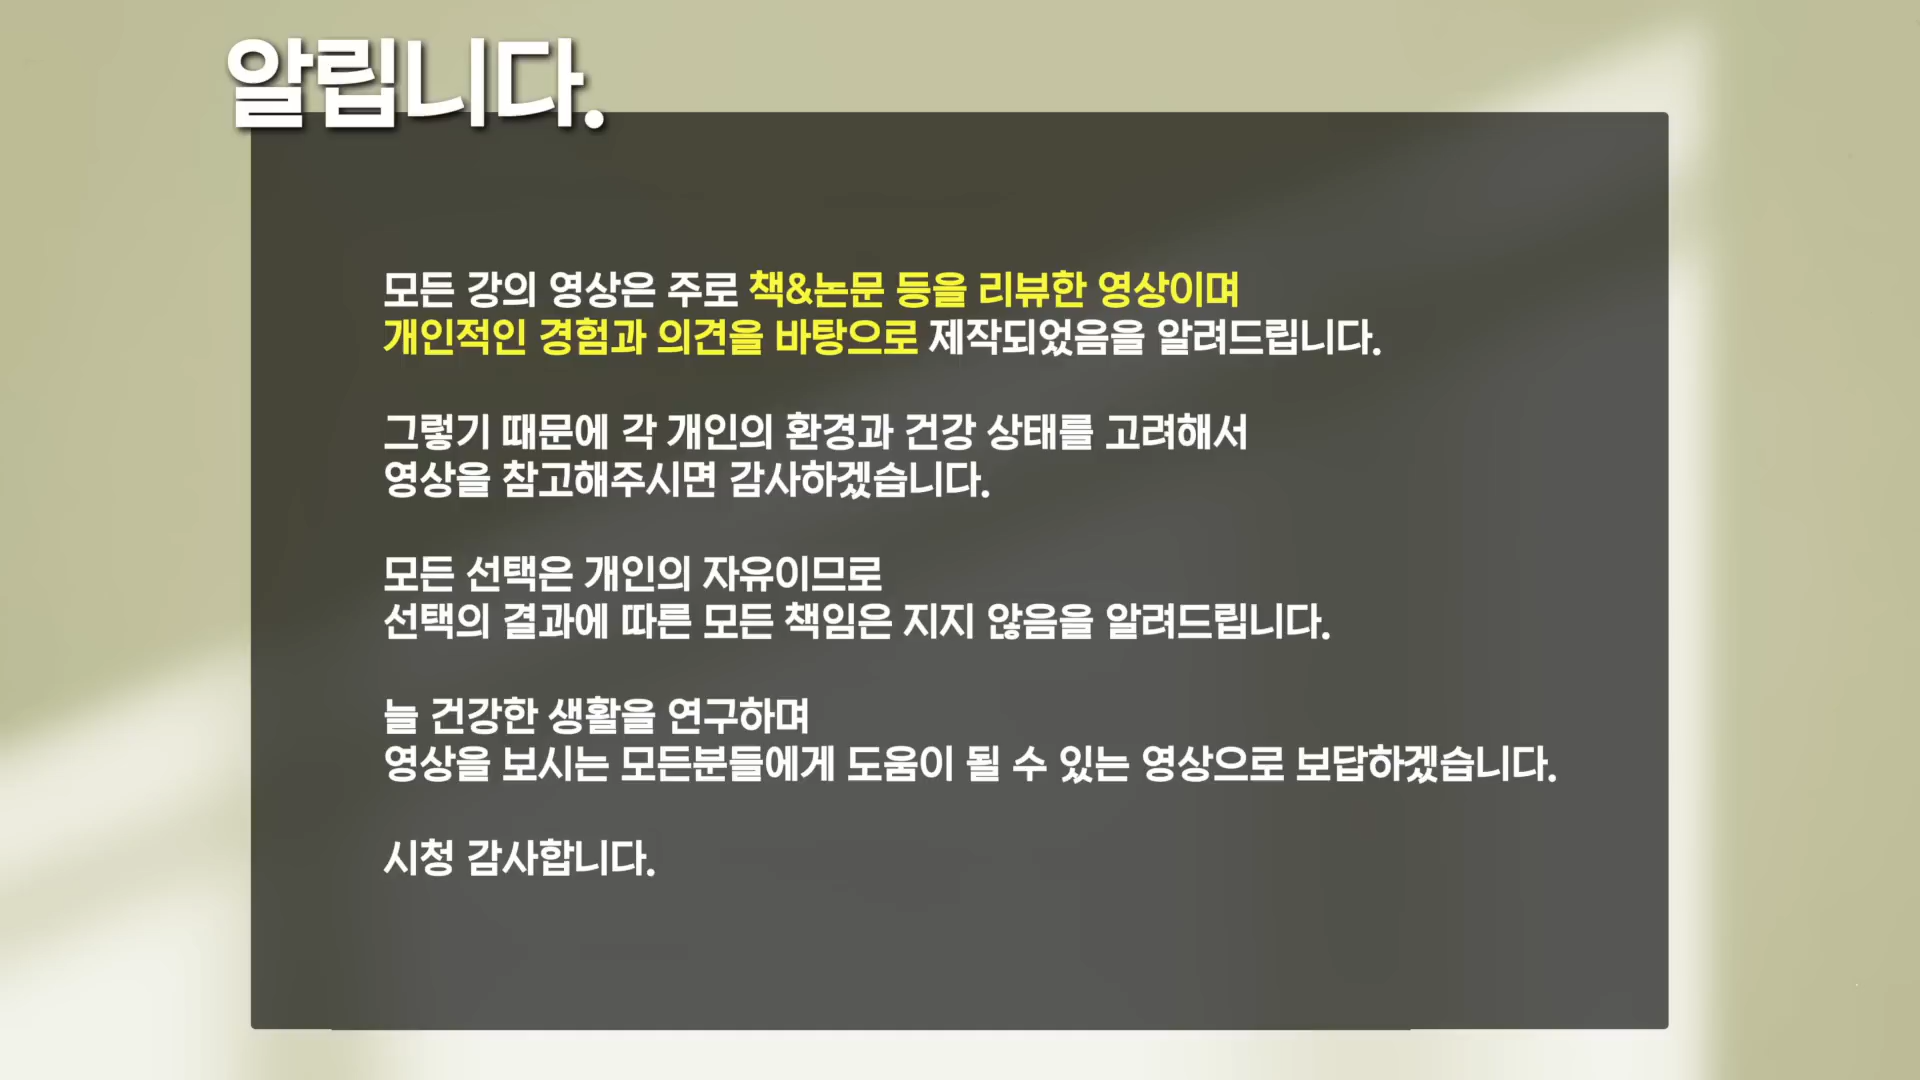 알립니다.
모든 강의 영상은 주로 책&논문 등을 리뷰한 영상이며
개인적인 경험과 의견을 바탕으로 제작되었음을 알려드립니다.
그렇기 때문에 각 개인의 환경과 건강 상태를 고려해서
영상을 참고해주시면 감사하겠습니다.
모든 선택은 개인의 자유이므로
선택의 결과에 따른 모든 책임은 지지 않음을 알려드립니다.
늘 건강한 생활을 연구하며
영상을 보시는 모든분들에게 도움이 될 수 있는 영상으로 보답하겠습니다.
시청 감사합니다.